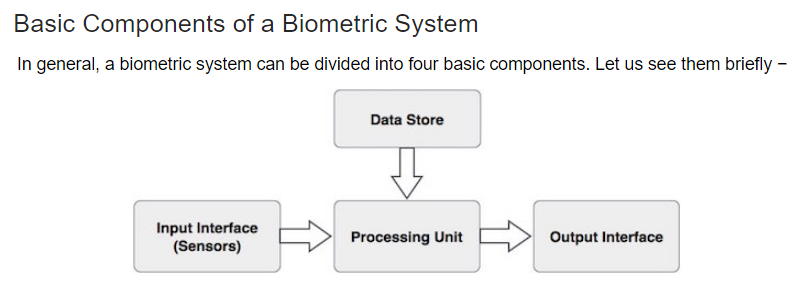 Basic Components of a Biometric System
In general, a biometric system can be divided into four basic components. Let us see them briefly −
Data Store
Input Interface
(Sensors)
Processing Unit
Output Interface